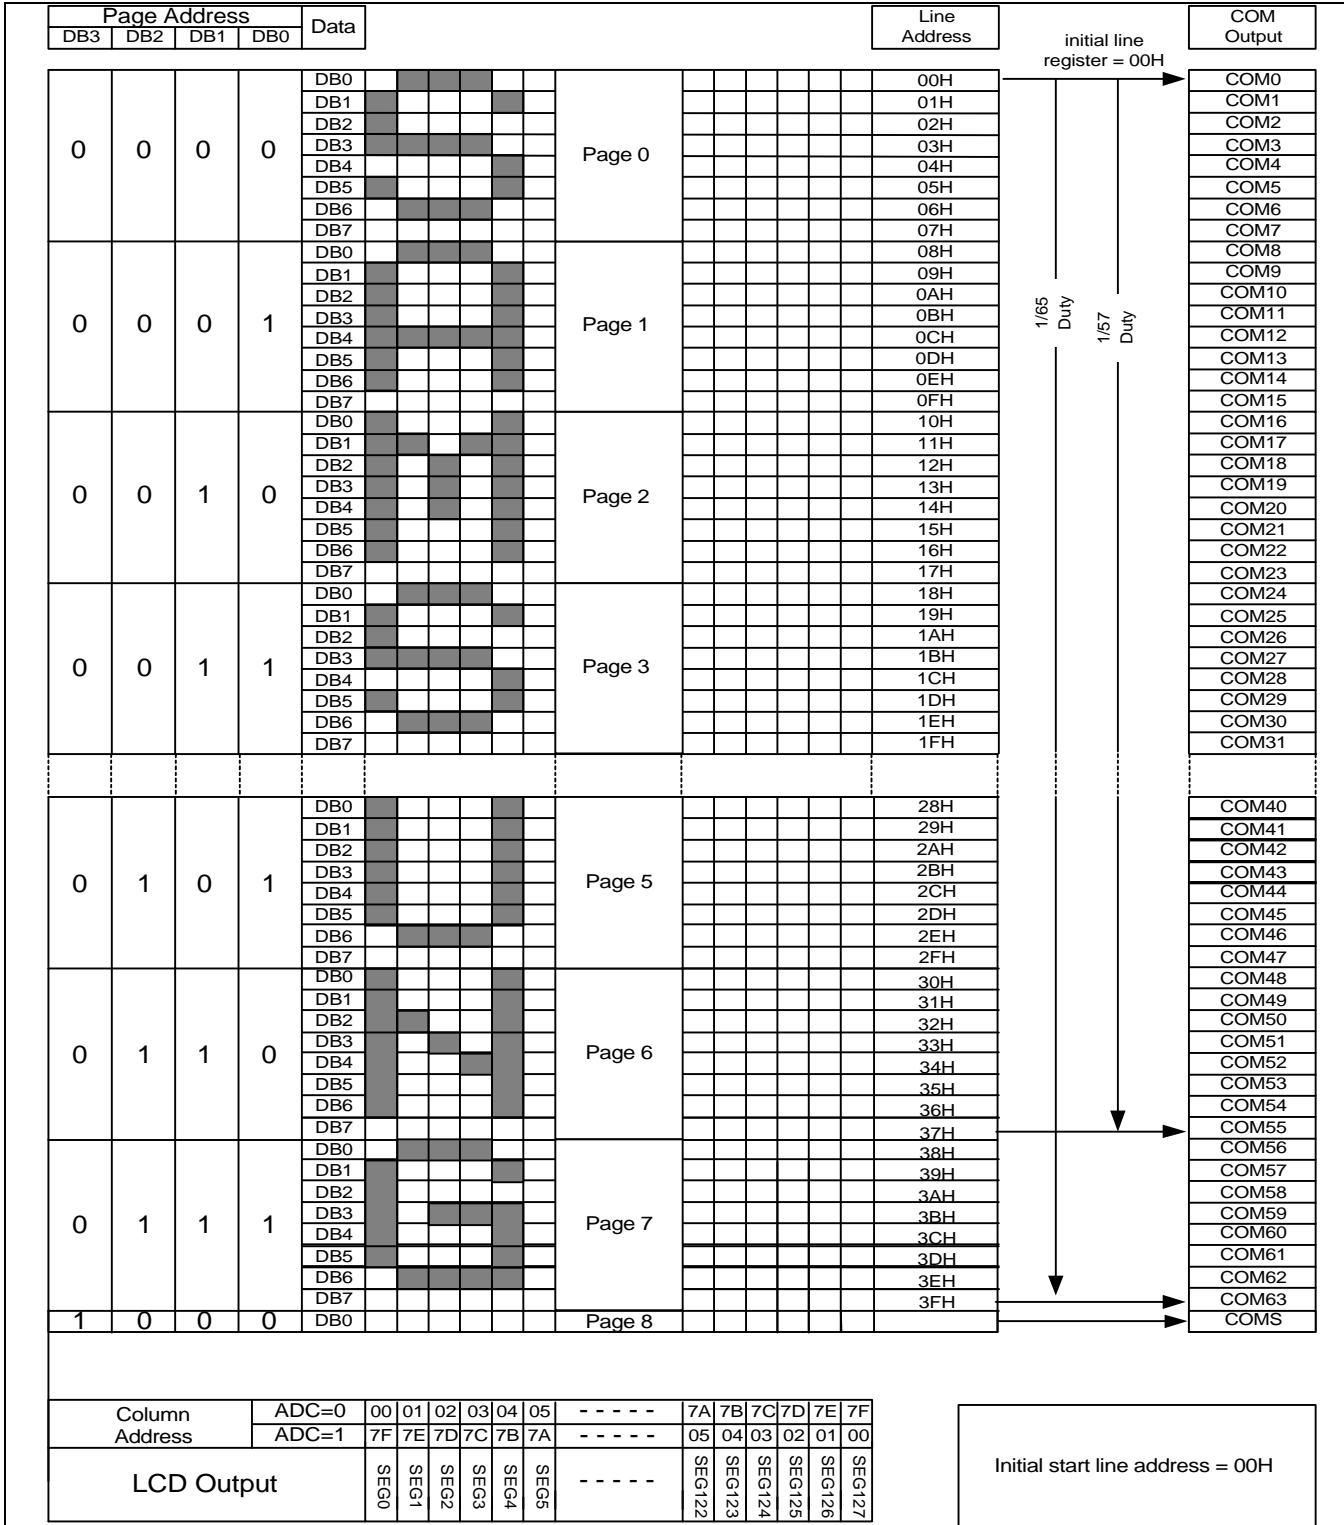 Page Address Data Line Address COM Output
DB3 DB2 DB1 DB0
initial line
register = 00H
DB0 00H COM0
DB1 01H COM1
DB2 02H COM2
0 0 0 0 DB3 Page 0 03H COM3
DB4 04H COM4
DB5 05H COM5
DB6 06H COM6
DB7 07H COM7
DB0 08H COM8
DB1 09H COM9
DB2 0AH COM10
0 0 0 1 DB3 Page 1 0BH COM11
DB4 0CH COM12
DB5 0DH COM13
DB6 0EH COM14
DB7 0FH COM15
1/65 Duty
1/57 Duty
DB0 10H COM16
DB1 11H COM17
DB2 12H COM18
0 0 1 0 DB3 Page 2 13H COM19
DB4 14H COM20
DB5 15H COM21
DB6 16H COM22
DB7 17H COM23
DB0 18H COM24
DB1 19H COM25
DB2 1AH COM26
0 0 1 1 DB3 Page 3 1BH COM27
DB4 1CH COM28
DB5 1DH COM29
DB6 1EH COM30
DB7 1FH COM31
DB0 28H COM40
DB1 29H COM41
DB2 2AH COM42
DB3 2BH COM43
0 1 0 1 DB4 Page 5 2CH COM44
DB5 2DH COM45
DB6 2EH COM46
DB7 2FH COM47
DB0 30H COM48
DB1 31H COM49
DB2 32H COM50
DB3 33H COM51
0 1 1 0 DB4 Page 6 34H COM52
DB5 35H COM53
DB6 36H COM54
DB7 37H COM55
DB0 38H COM56
DB1 39H COM57
DB2 3AH COM58
DB3 3BH COM59
0 1 1 1 DB4 Page 7 3CH COM60
DB5 3DH COM61
DB6 3EH COM62
DB7 3FH COM63
1 0 0 0 DB0 Page 8 COMS
Column Address ADC=0 00 01 02 03 04 05 - - - - - 7A 7B 7C 7D 7E 7F
ADC=1 7F 7E 7D 7C 7B 7A - - - - - 05 04 03 02 01 00
LCD Output SEG0 SEG1 SEG2 SEG3 SEG4 SEG5 - - - - - SEG122 SEG123 SEG124 SEG125 SEG126 SEG127
Initial start line address = 00H